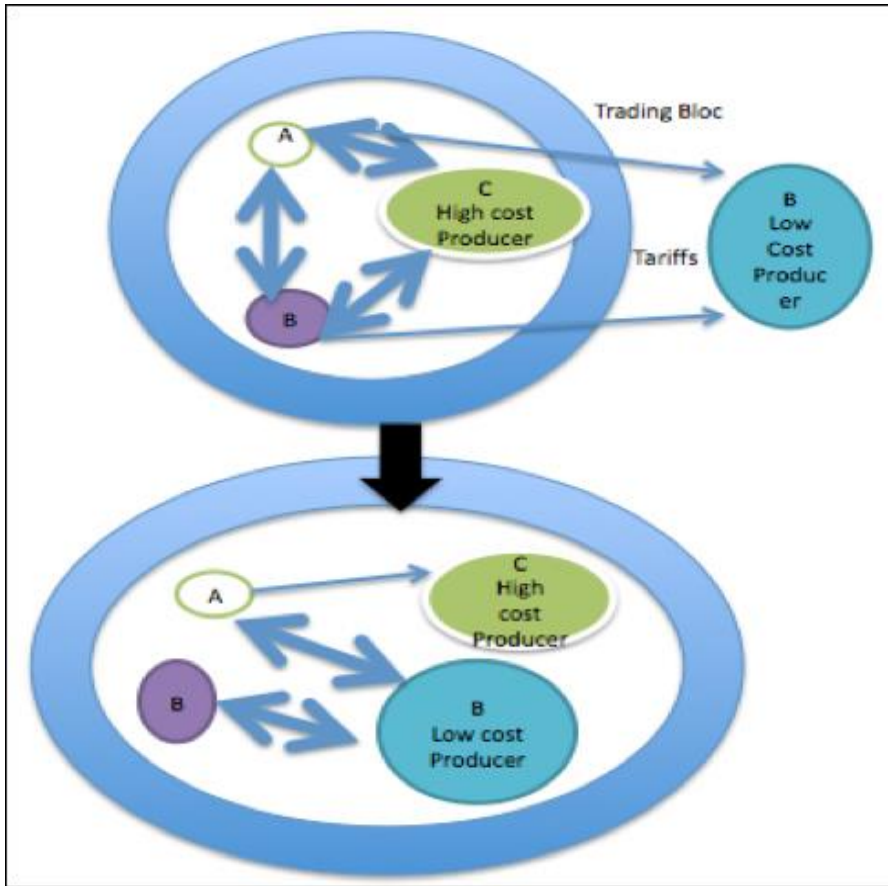 Trading Bloc
A
C
High cost
Producer
B
Low
Cost
Produc
er
Tariffs
B
C
High
cost
Producer
A
B
B
Low cost
Producer